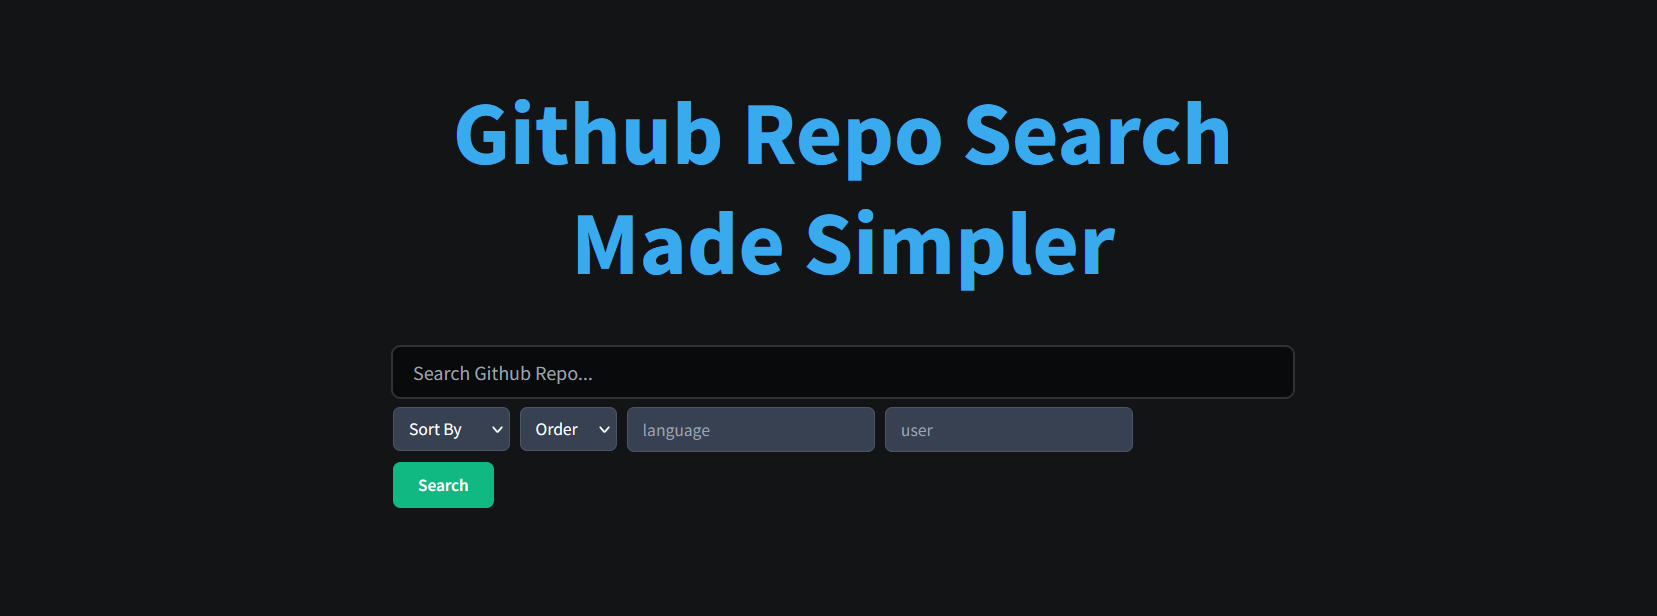 Github Repo Search
Made Simpler
Search Github Repo...
Sort By Order language user
Search